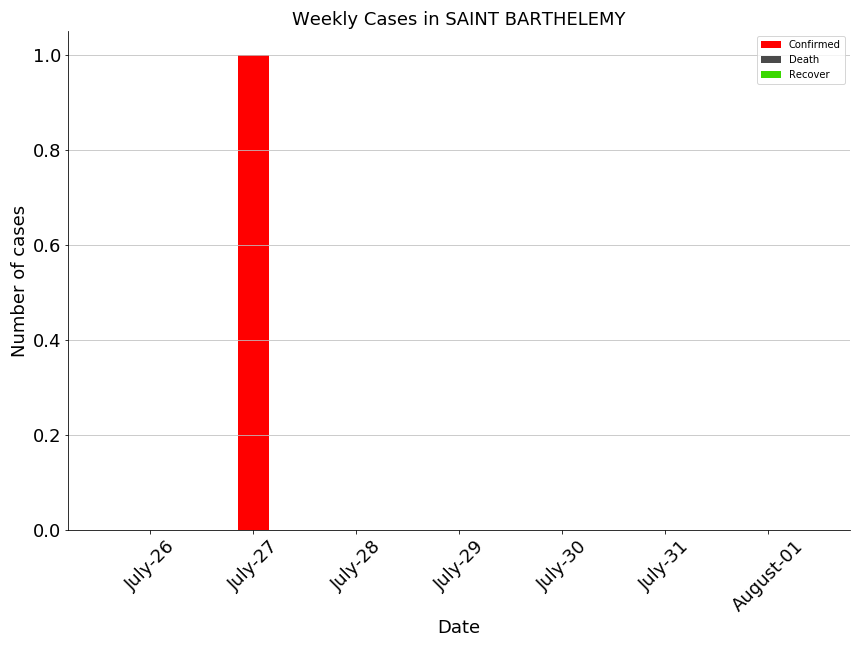 Weekly Cases in SAINT BARTHELEMY
Confirmed
Death
Recover
1.0
0.8
0.6
0.4
0.2
0.0
Number of cases
July-26
July-27
July-28
July-29
July-30
July-31
August-01
Date